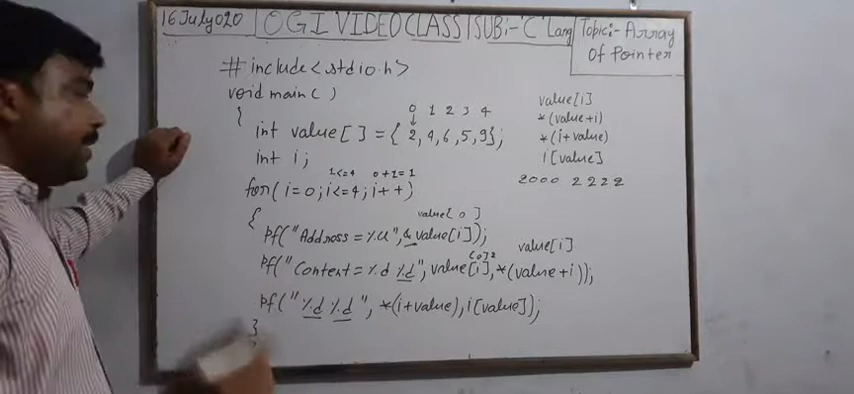 16 July 020 OGI VIDEO CLASS SUB:- 'C' Lang Topic:- Array
Of Pointer
# include<stdio.h>
void main( )
{
0 1 2 3 4
int value[ ] = { 2, 4, 6, 5, 9};
int i;
1<=4 0+1=1
for(i=0;i<=4;i++)
{
value[0]
Pf("Address = %u", & value[i]);
[0]2
Pf("Content = %d %d", value[i], *(value+i));
Pf("%d %d", *(i+value), i[value]);
}
value[i]
*(value+i)
*(i+value)
i[value]
2000 2 2 2 2
value[i]